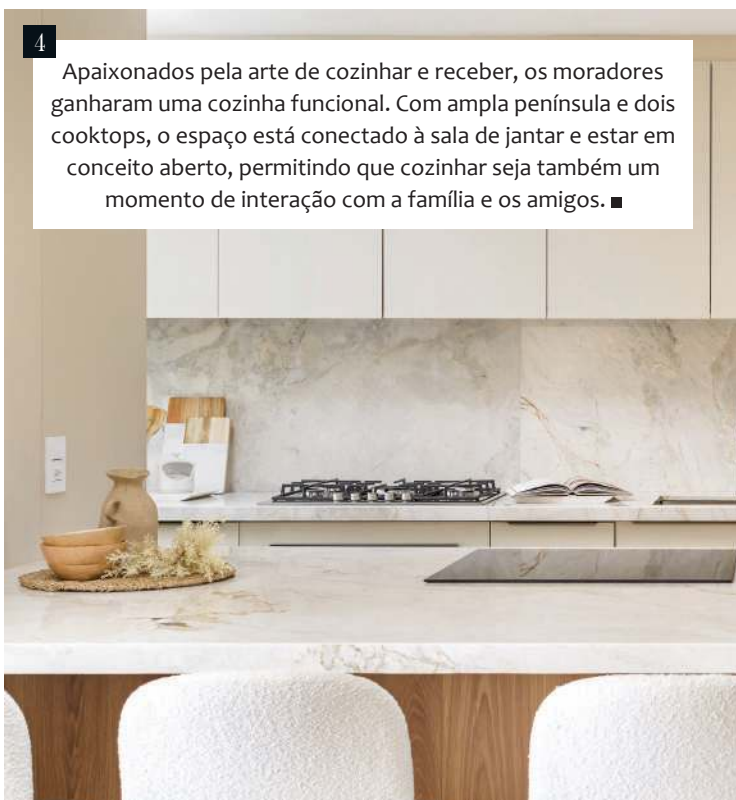 4
Apaixonados pela arte de cozinhar e receber, os moradores
ganharam uma cozinha funcional. Com ampla península e dois
cooktops, o espaço está conectado à sala de jantar e estar em
conceito aberto, permitindo que cozinhar seja também um
momento de interação com a família e os amigos. ■